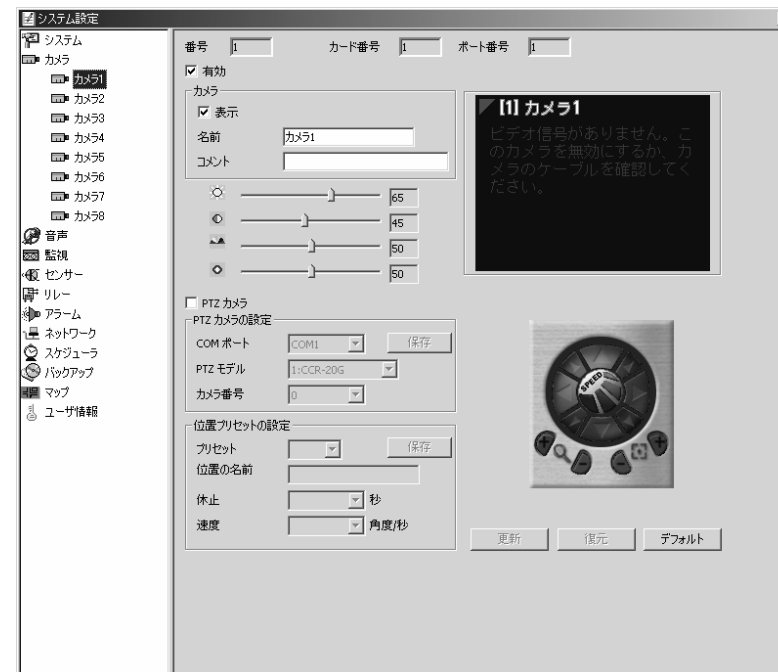 システム設定
システム
カメラ
カメラ1
カメラ2
カメラ3
カメラ4
カメラ5
カメラ6
カメラ7
カメラ8
音声
監視
センサー
リレー
アラーム
ネットワーク
スケジューラ
バックアップ
マップ
ユーザ情報
番号 1 カード番号 1 ポート番号 1
有効
カメラ
表示
名前 カメラ1
コメント
65
45
50
50
[1] カメラ1
ビデオ信号がありません。こ
のカメラを無効にするか、カ
メラのケーブルを確認してく
ださい。
PTZ カメラ
PTZ カメラの設定
COM ポート COM1 保存
PTZ モデル 1:CCR-20G
カメラ番号 0
位置プリセットの設定
プリセット 保存
位置の名前
休止 秒
速度 角度/秒
SPEED
更新 復元 デフォルト